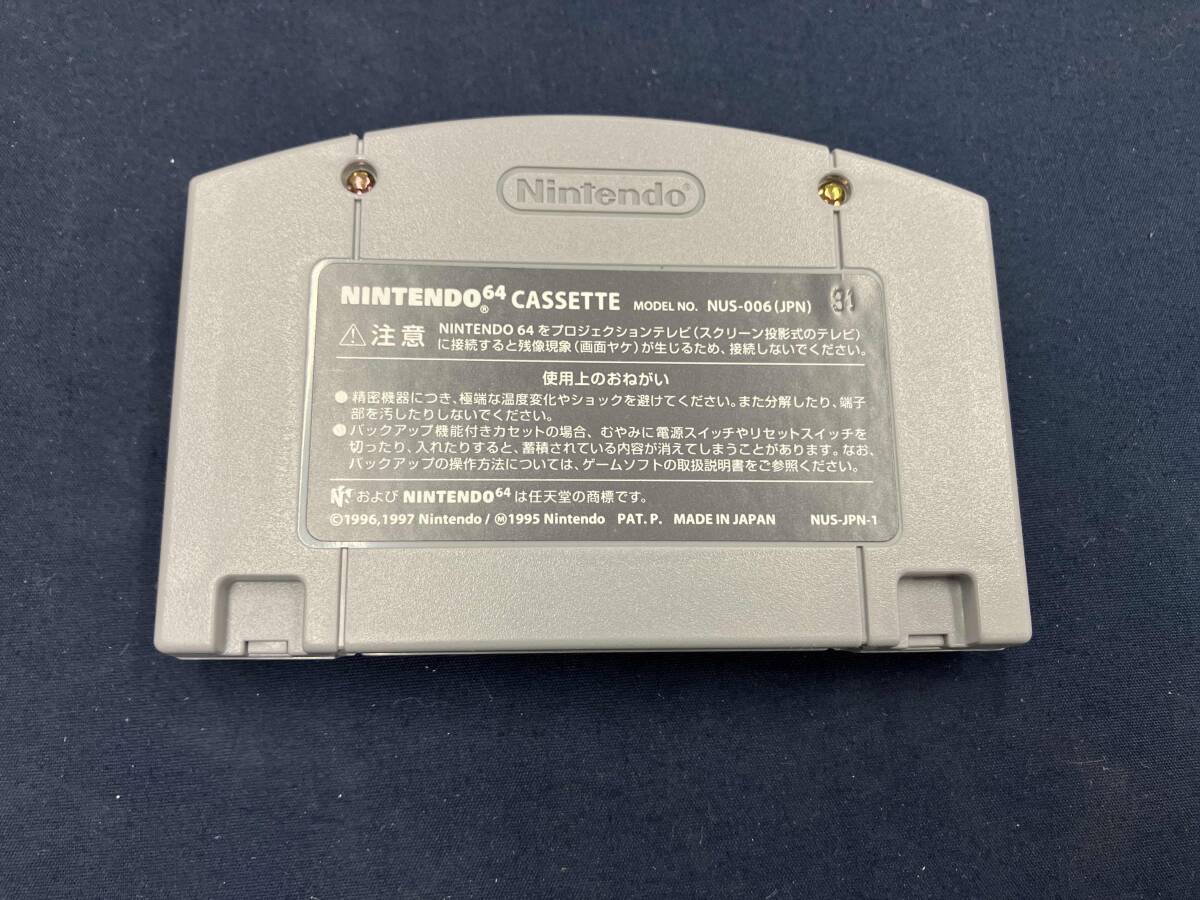 Nintendo®
NINTENDO64® CASSETTE MODEL NO. NUS-006(JPN)
⚠注意 NINTENDO 64 をプロジェクションテレビ(スクリーン投影式のテレビ)
に接続すると残像現象(画面ヤケ)が生じるため、接続しないでください。
使用上のおねがい
●精密機器につき、極端な温度変化やショックを避けてください。また分解したり、端子
部を汚したりしないでください。
●バックアップ機能付きカセットの場合、むやみに電源スイッチやリセットスイッチを
切ったり、入れたりすると、蓄積されている内容が消えてしまうことがあります。なお、
バックアップの操作方法については、ゲームソフトの取扱説明書をご参照ください。
および NINTENDO64 は任天堂の商標です。
©1996,1997 Nintendo/Ⓜ1995 Nintendo PAT. P. MADE IN JAPAN NUS-JPN-1